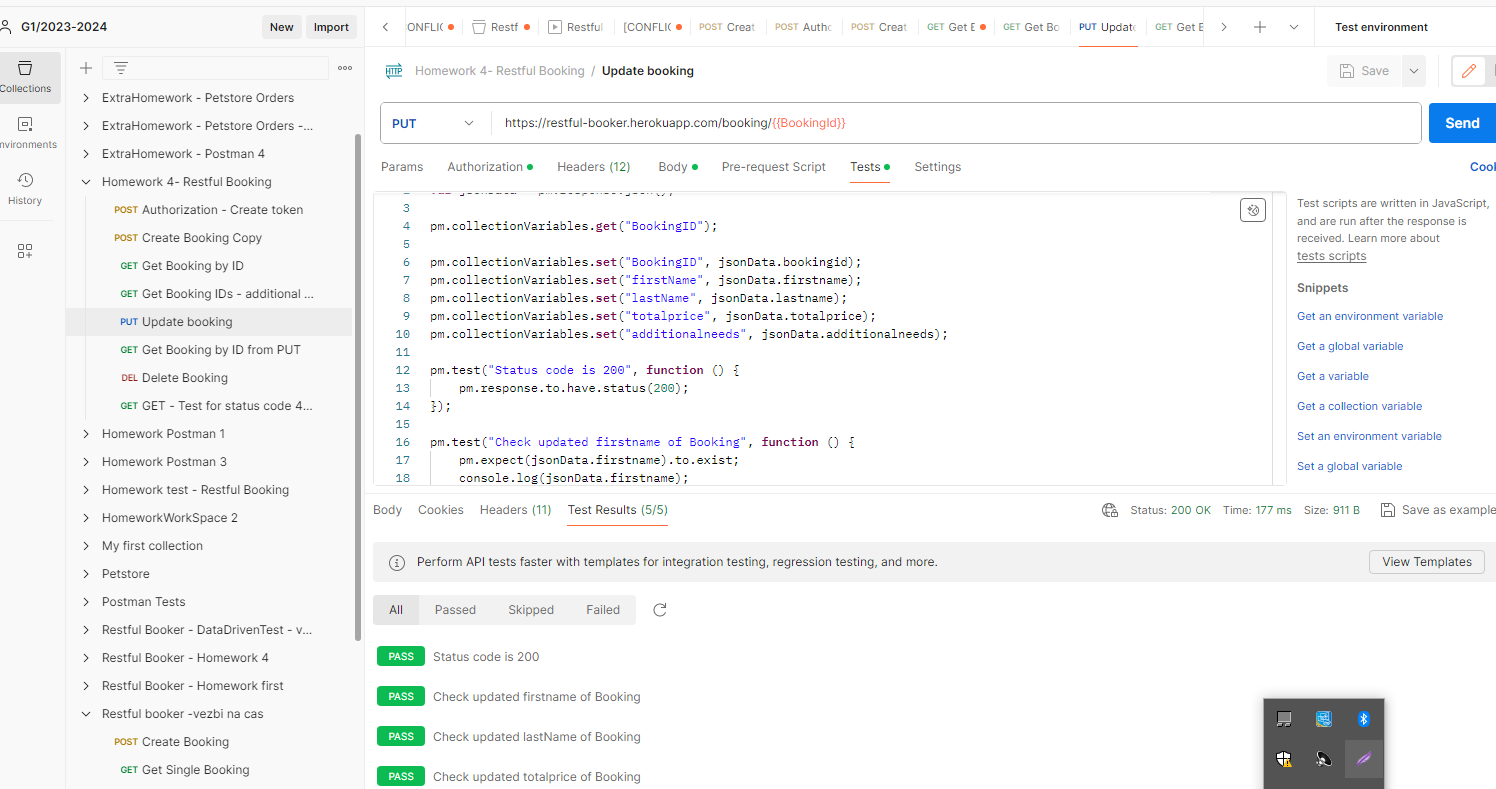 G1/2023-2024
New
Import
Restf
Restful
[CONFLIC
POST Creat
POST Autho
POST Creat
GET Get E
GET Get Bo
PUT Update
GET Get E
Test environment
Collections
Environments
History
ExtraHomework - Petstore Orders
ExtraHomework - Petstore Orders -...
ExtraHomework - Postman 4
Homework 4- Restful Booking
POST Authorization - Create token
POST Create Booking Copy
GET Get Booking by ID
GET Get Booking IDs - additional ...
PUT Update booking
GET Get Booking by ID from PUT
DEL Delete Booking
GET GET - Test for status code 4...
Homework Postman 1
Homework Postman 3
Homework test - Restful Booking
HomeworkWorkSpace 2
My first collection
Petstore
Postman Tests
Restful Booker - DataDrivenTest - v...
Restful Booker - Homework 4
Restful Booker - Homework first
Restful booker -vezbi na cas
POST Create Booking
GET Get Single Booking
HTTP Homework 4- Restful Booking / Update booking
Save
PUT https://restful-booker.herokuapp.com/booking/{{BookingId}}
Send
Params Authorization Headers (12) Body Pre-request Script Tests Settings
Cool
3
4 pm.collectionVariables.get("BookingID");
5
6 pm.collectionVariables.set("BookingID", jsonData.bookingid);
7 pm.collectionVariables.set("firstName", jsonData.firstname);
8 pm.collectionVariables.set("lastName", jsonData.lastname);
9 pm.collectionVariables.set("totalprice", jsonData.totalprice);
10 pm.collectionVariables.set("additionalneeds", jsonData.additionalneeds);
11
12 pm.test("Status code is 200", function () {
13 pm.response.to.have.status(200);
14 });
15
16 pm.test("Check updated firstname of Booking", function () {
17 pm.expect(jsonData.firstname).to.exist;
18 console.log(jsonData.firstname);
Test scripts are written in JavaScript,
and are run after the response is
received. Learn more about
tests scripts
Snippets
Get an environment variable
Get a global variable
Get a variable
Get a collection variable
Set an environment variable
Set a global variable
Body Cookies Headers (11) Test Results (5/5)
Status: 200 OK Time: 177 ms Size: 911 B Save as example
Perform API tests faster with templates for integration testing, regression testing, and more.
View Templates
All Passed Skipped Failed
PASS Status code is 200
PASS Check updated firstname of Booking
PASS Check updated lastName of Booking
PASS Check updated totalprice of Booking